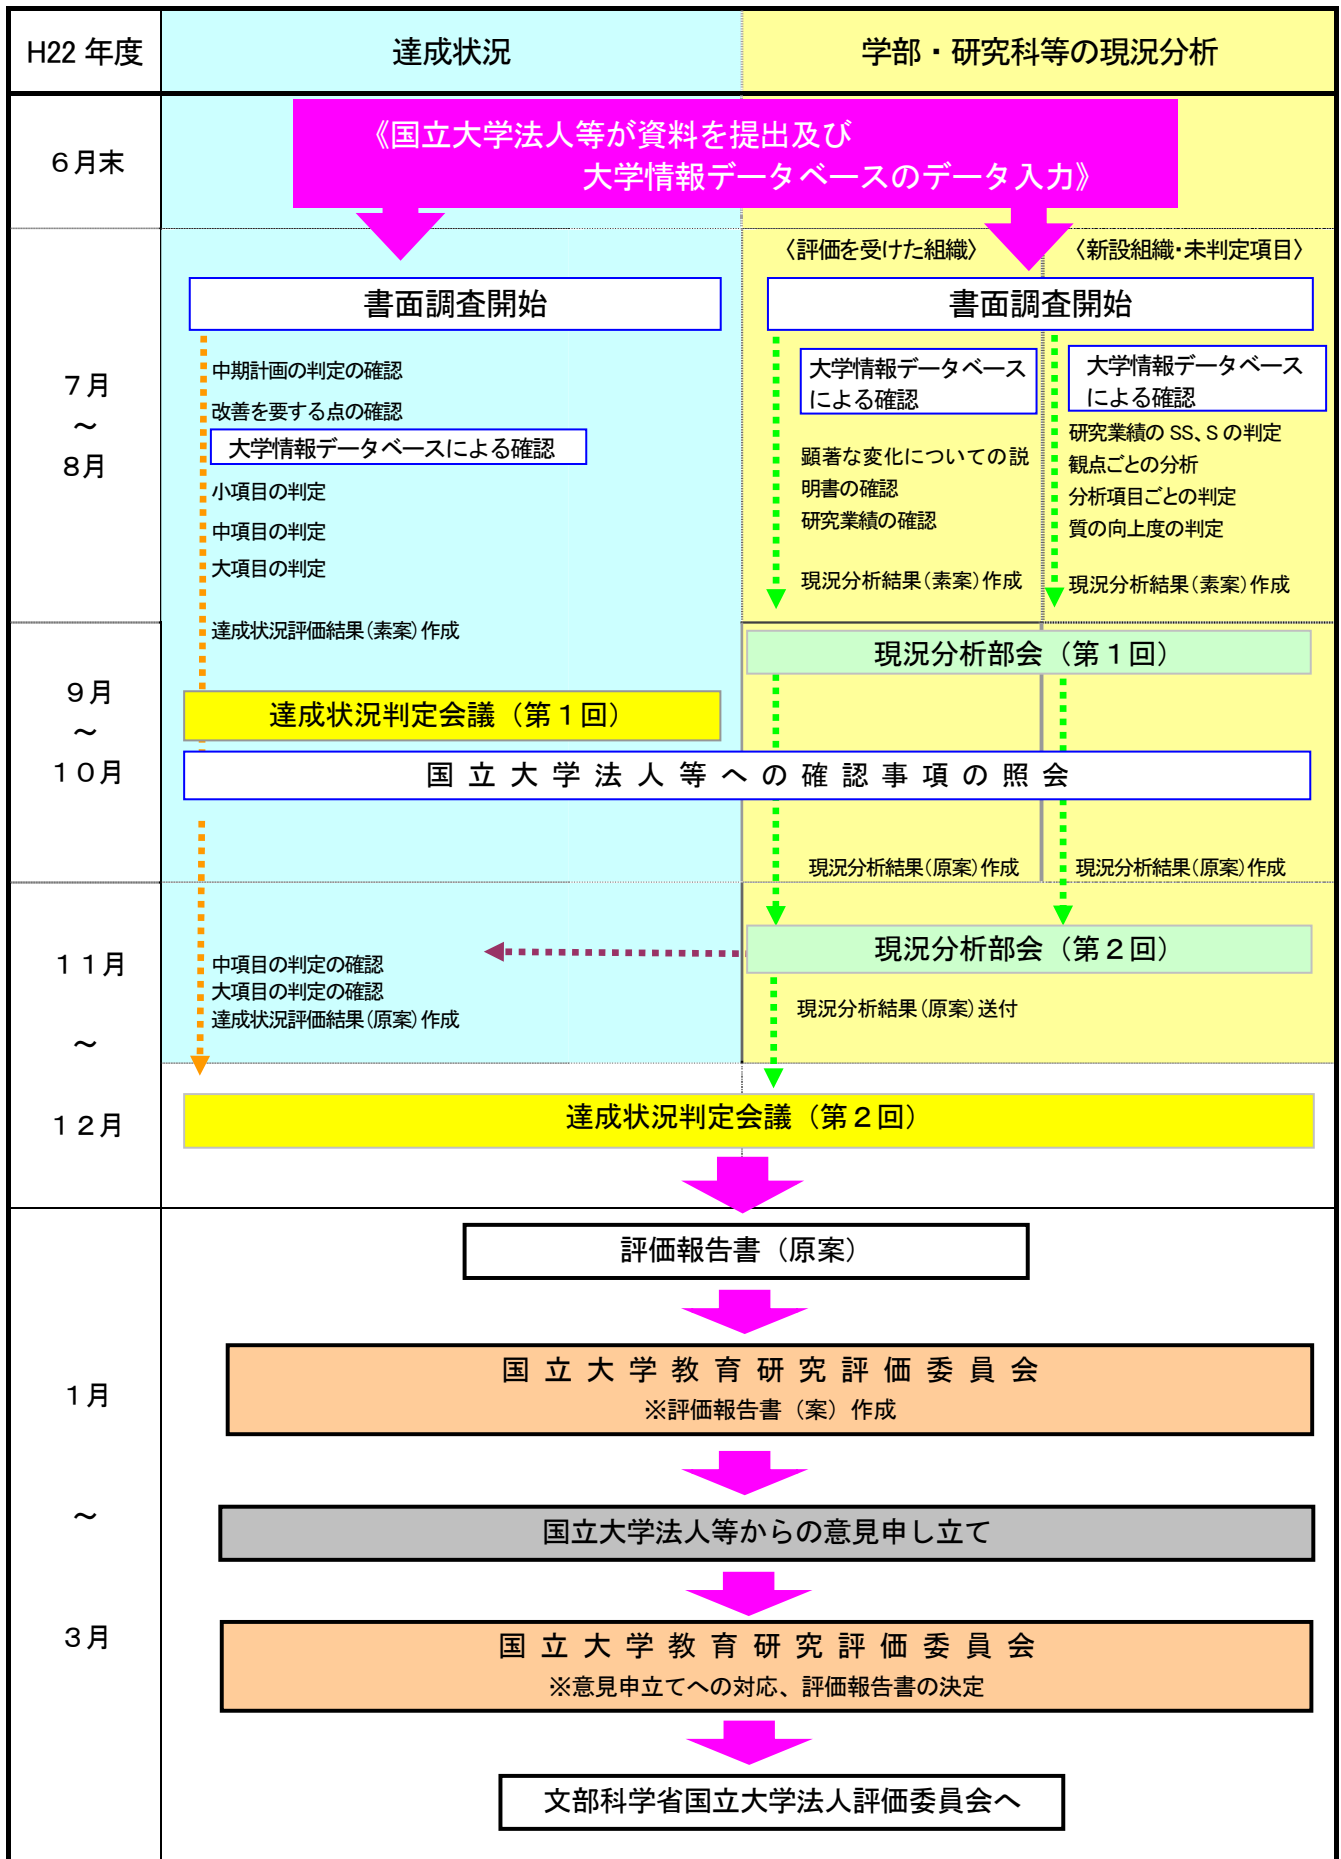 H22 年度
達成状況
学部・研究科等の現況分析
６月末
《国立大学法人等が資料を提出及び
大学情報データベースのデータ入力》
〈評価を受けた組織〉
〈新設組織・未判定項目〉
書面調査開始
書面調査開始
７月
～
８月
中期計画の判定の確認
改善を要する点の確認
大学情報データベースによる確認
小項目の判定
中項目の判定
大項目の判定
達成状況評価結果（素案）作成
大学情報データベース
による確認
顕著な変化についての説
明書の確認
研究業績の確認
現況分析結果（素案）作成
大学情報データベース
による確認
研究業績の SS、S の判定
観点ごとの分析
分析項目ごとの判定
質の向上度の判定
現況分析結果（素案）作成
９月
～
１０月
現況分析部会（第１回）
達成状況判定会議（第１回）
国立大学法人等への確認事項の照会
現況分析結果（原案）作成
現況分析結果（原案）作成
１１月
～
１２月
現況分析部会（第２回）
中項目の判定の確認
大項目の判定の確認
達成状況評価結果（原案）作成
現況分析結果（原案）送付
達成状況判定会議（第２回）
１月
～
３月
評価報告書（原案）
国立大学教育研究評価委員会
※評価報告書（案）作成
国立大学法人等からの意見申し立て
国立大学教育研究評価委員会
※意見申立てへの対応、評価報告書の決定
文部科学省国立大学法人評価委員会へ